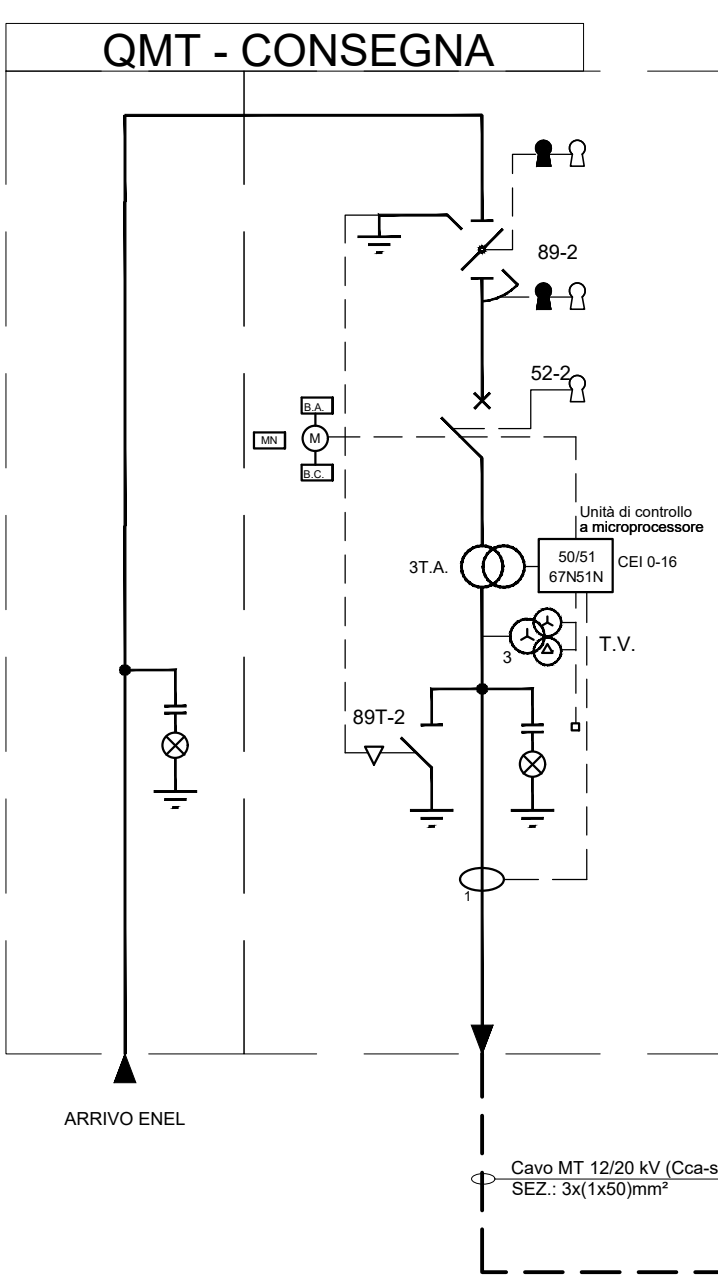 QMT - CONSEGNA
89-2
52-2
B.A.
MN
M
B.C.
Unità di controllo
a microprocessore
3T.A.
50/51
67N51N
CEI 0-16
3
T.V.
89T-2
1
ARRIVO ENEL
Cavo MT 12/20 kV (Cca-s
SEZ.: 3x(1x50)mm²